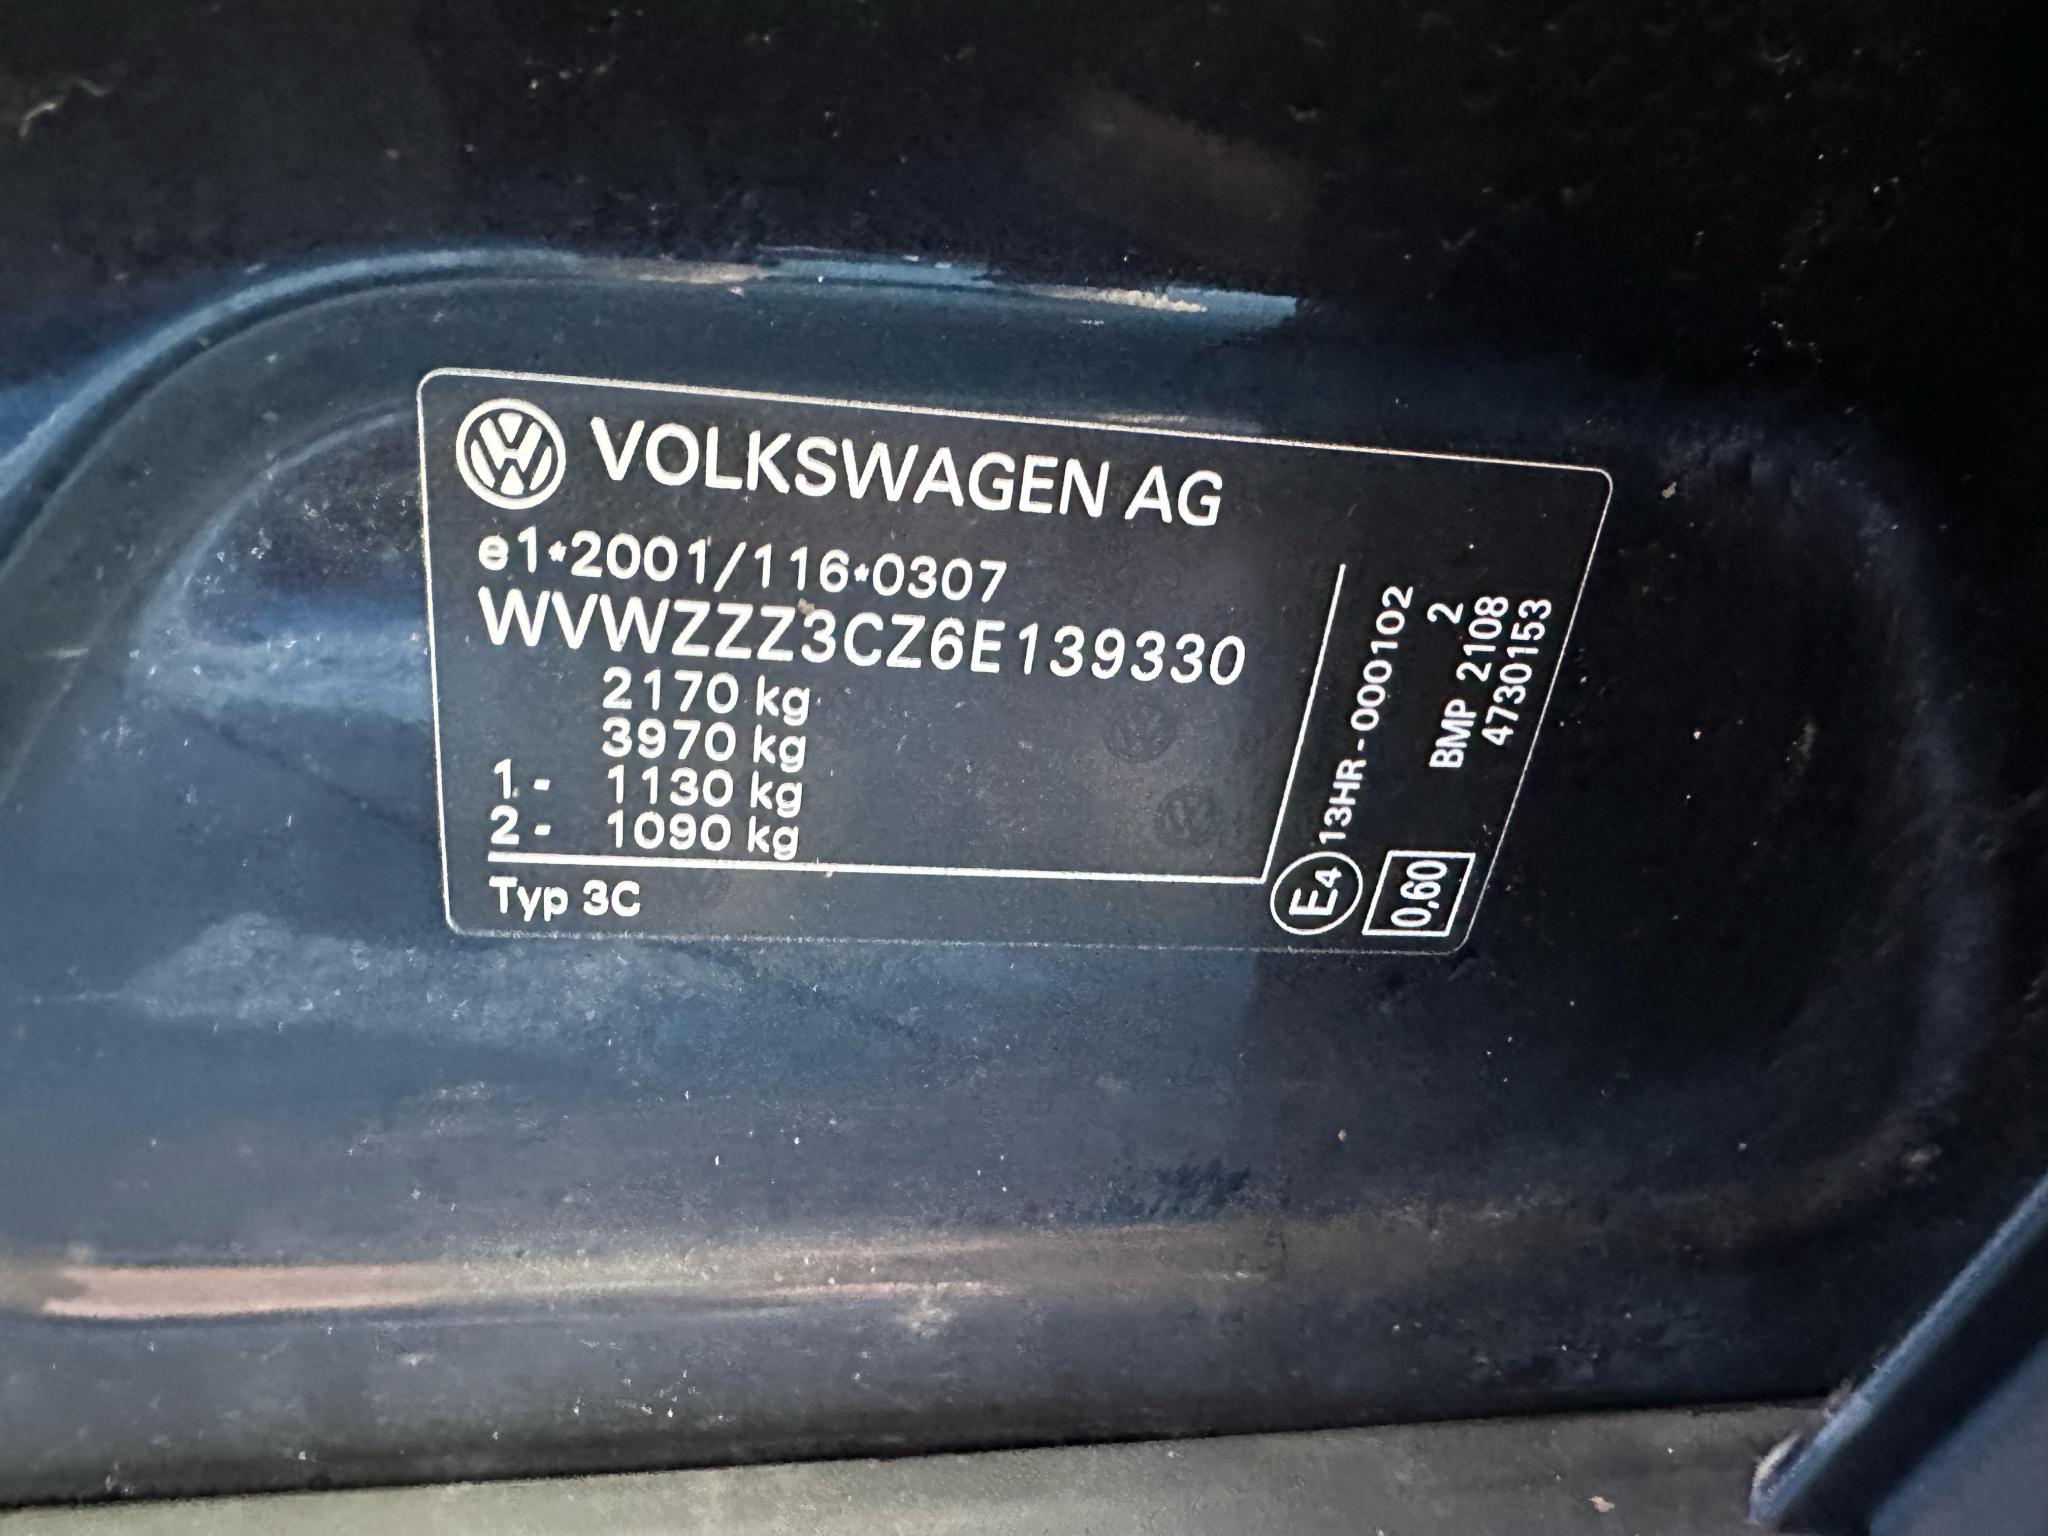 VOLKSWAGEN AG
e1*2001/116*0307
WVWZZZ3CZ6E139330
2170 kg
3970 kg
1 - 1130 kg
2 - 1090 kg
Typ 3C
E4 13HR-000102
2
BMP 2108
4730153
0,60